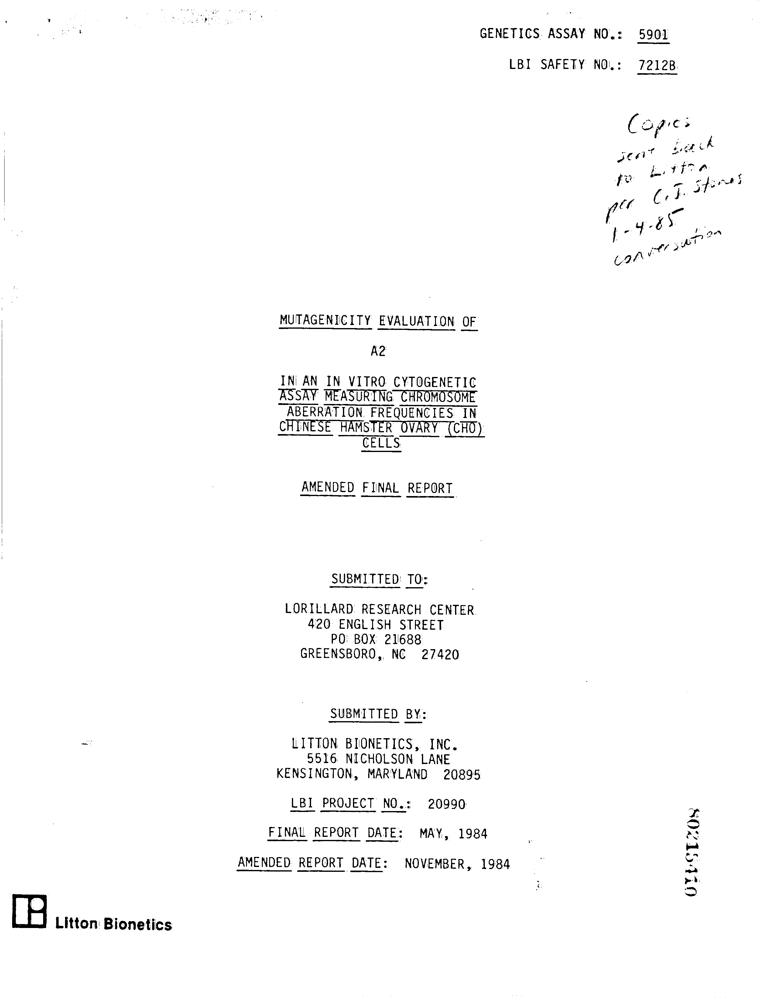 GENETICS ASSAY NO.: 5901
LBI SAFETY NO.: 7212B
Copies
sent back
to Litton
per C.J. Stones
1-4-85
conversation
MUTAGENICITY EVALUATION OF
A2
IN AN IN VITRO CYTOGENETIC
ASSAY MEASURING CHROMOSOME
ABERRATION FREQUENCIES IN
CHINESE HAMSTER OVARY (CHO)
CELLS
AMENDED FINAL REPORT
SUBMITTED TO:
LORILLARD RESEARCH CENTER
420 ENGLISH STREET
PO BOX 21688
GREENSBORO, NC 27420
SUBMITTED BY:
LITTON BIONETICS, INC.
5516 NICHOLSON LANE
KENSINGTON, MARYLAND 20895
LBI PROJECT NO.: 20990
FINAL REPORT DATE: MAY, 1984
AMENDED REPORT DATE: NOVEMBER, 1984
80215410
Litton Bionetics